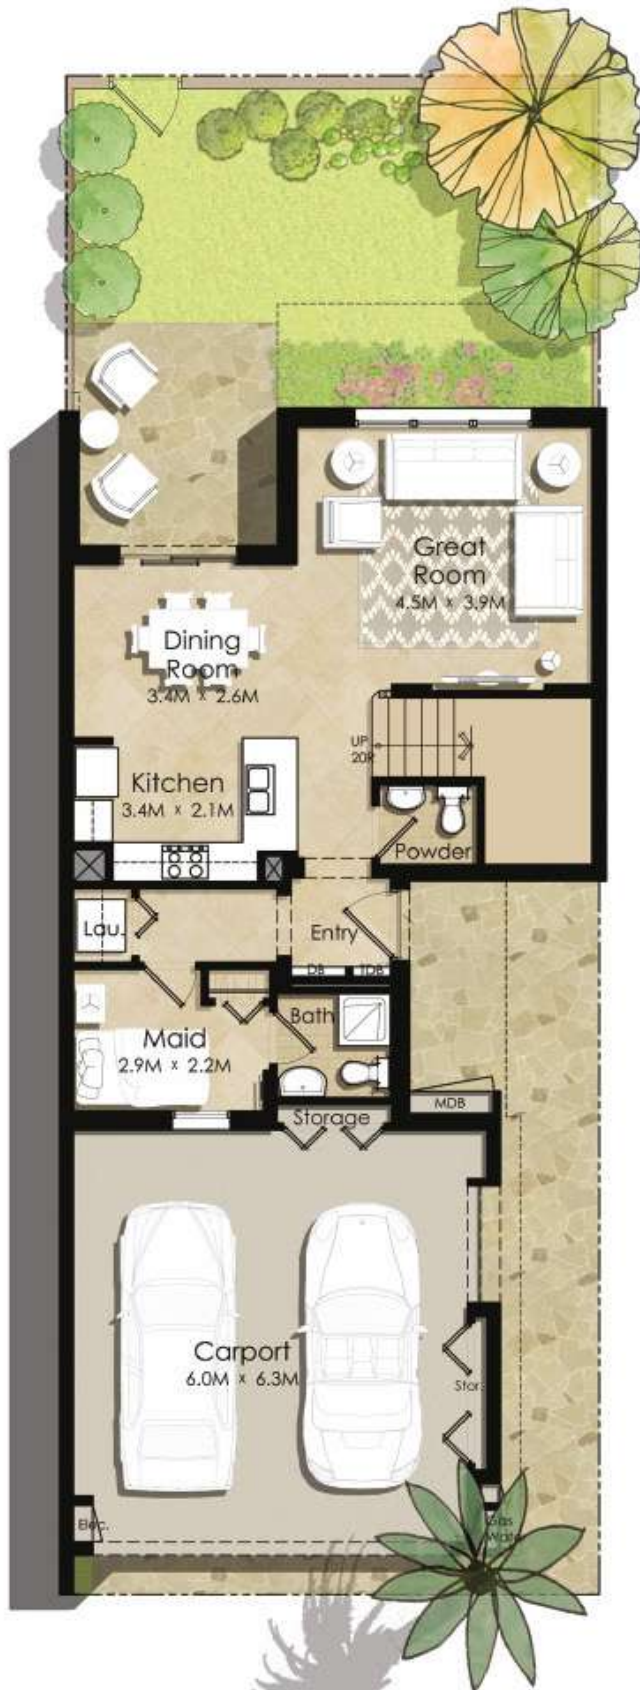 Great
Room
4.5M x 3.9M
Dining
Room
3.4M x 2.6M
UP
20R
Kitchen
3.4M x 2.1M
Powder
Lau.
Entry
DB
TDB
Bath
Maid
2.9M x 2.2M
MDB
Storage
Carport
6.0M x 6.3M
Stor.
Elec.
Gas